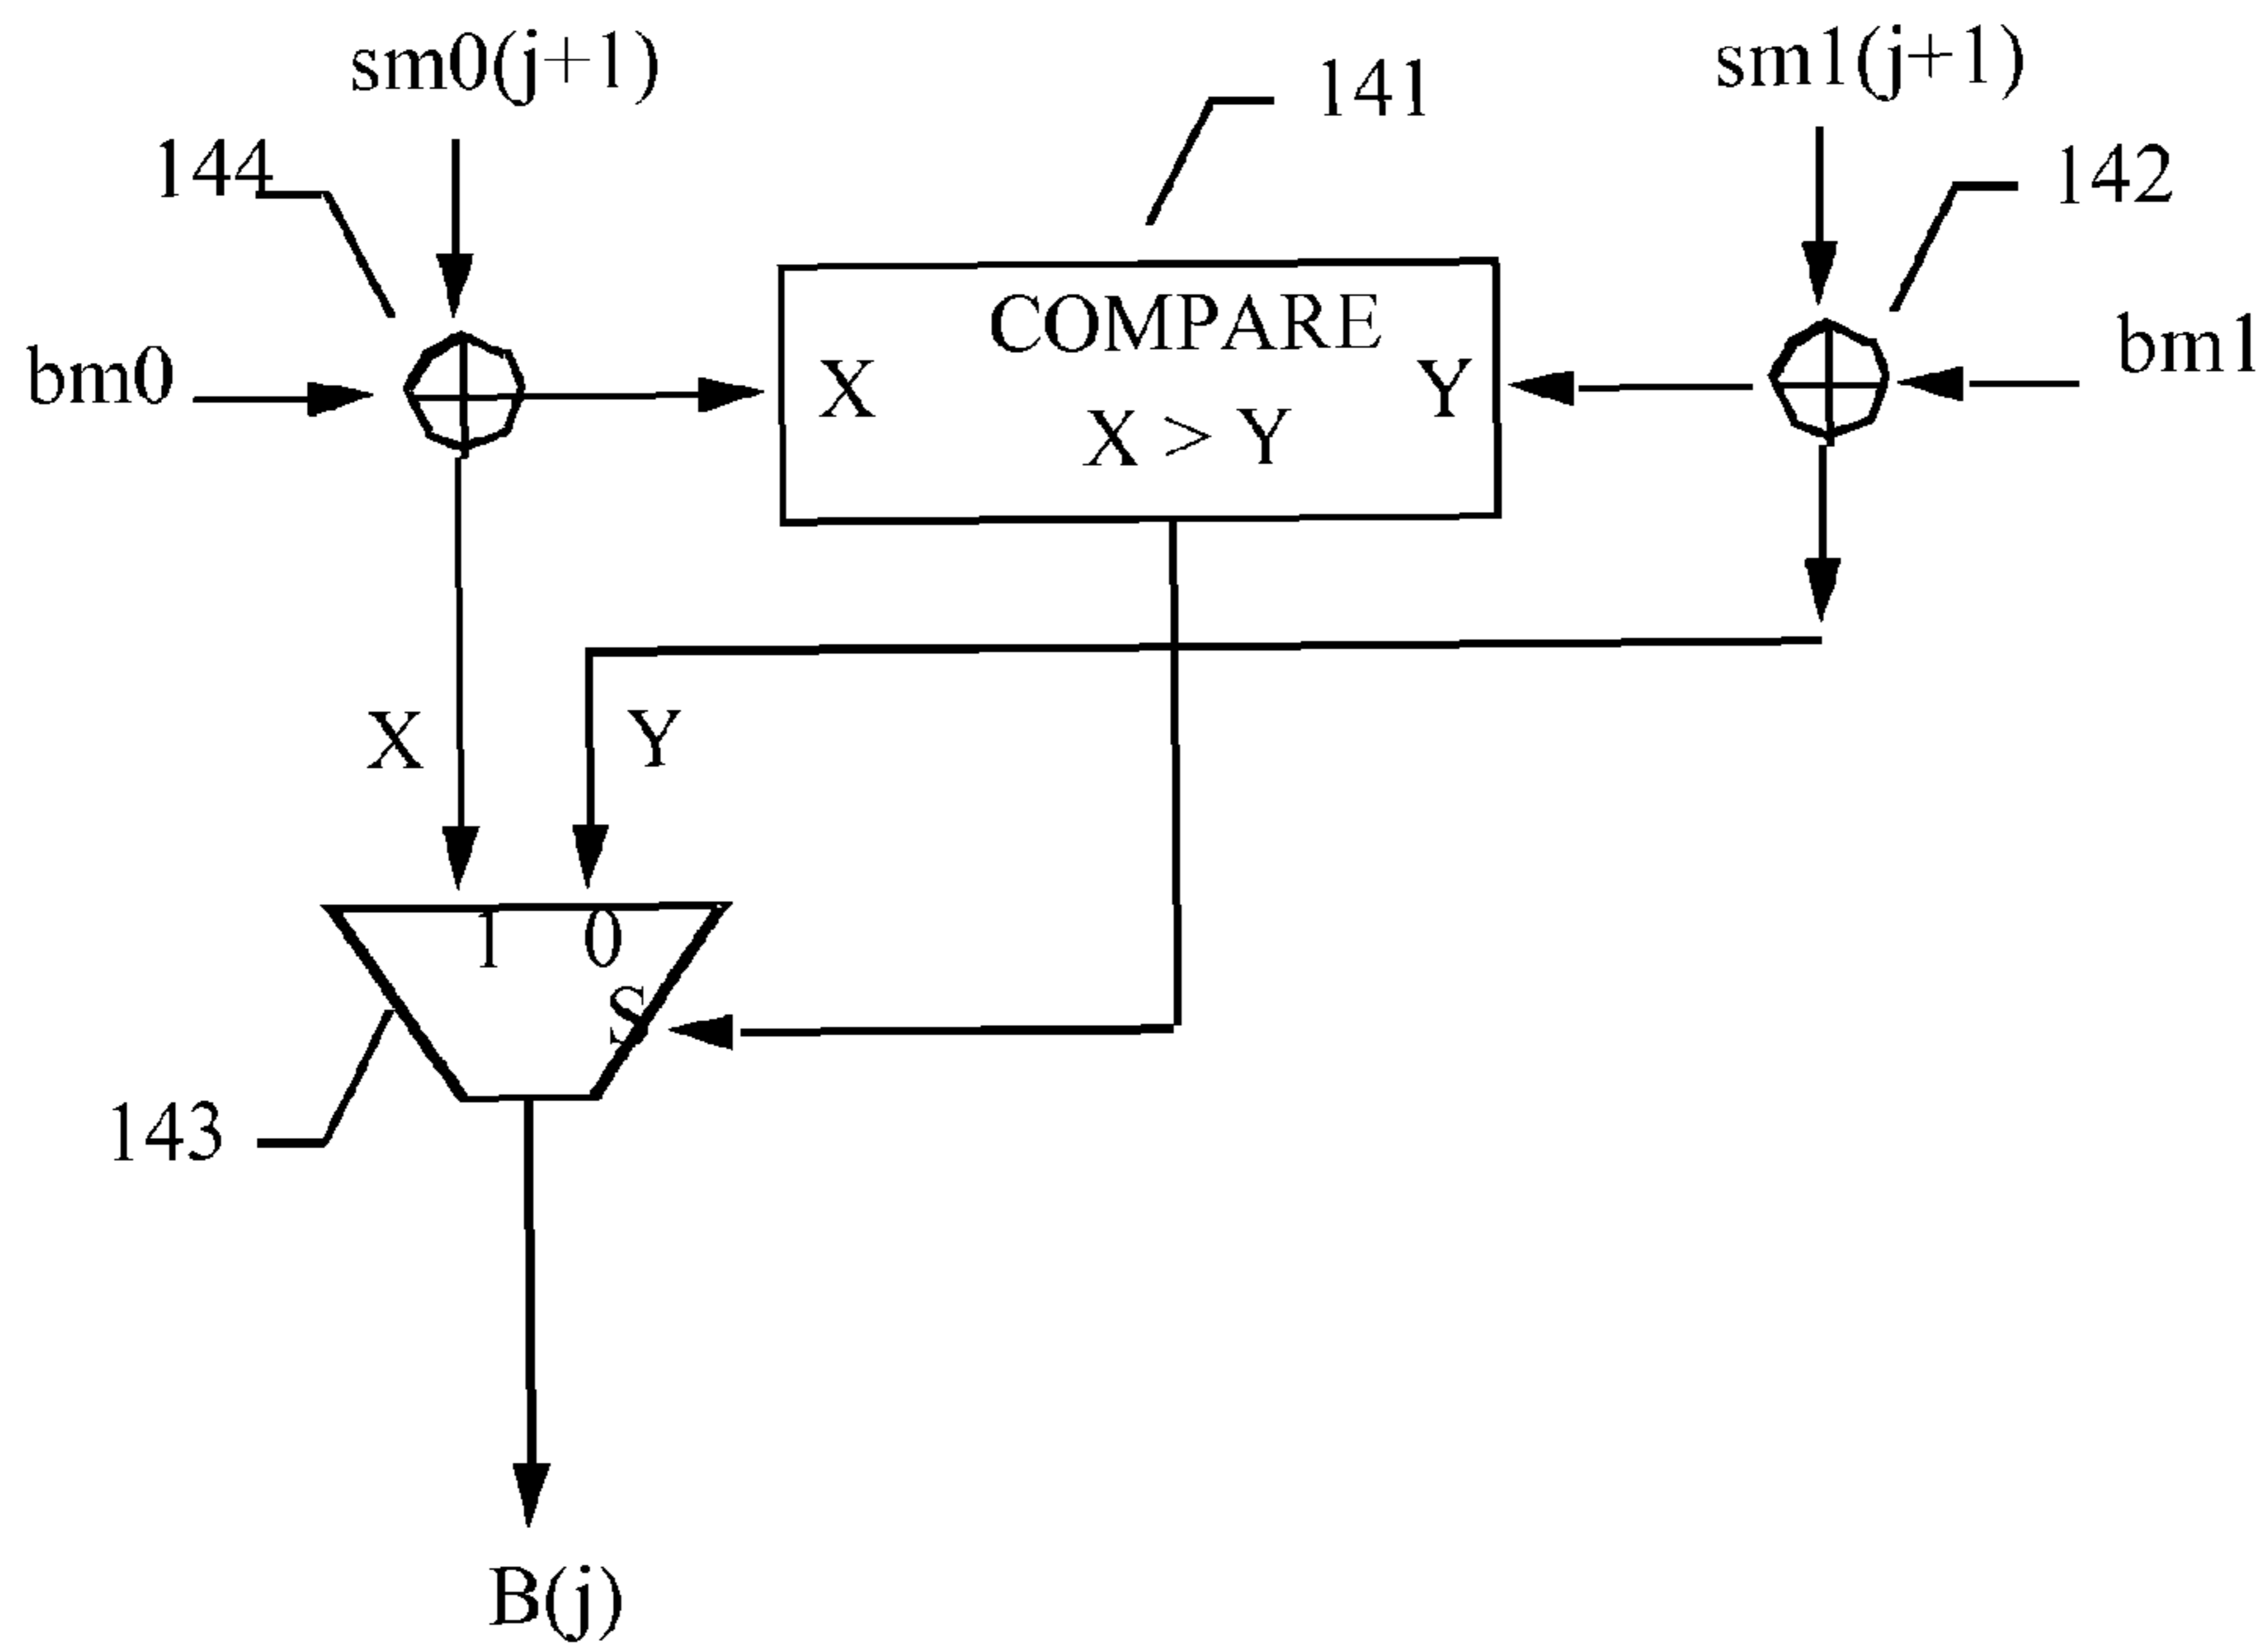 sm0(j+1)
141
sm1(j+1)
144
142
bm0
COMPARE
bm1
X
Y
X > Y
X
Y
1 0
S
143
B(j)